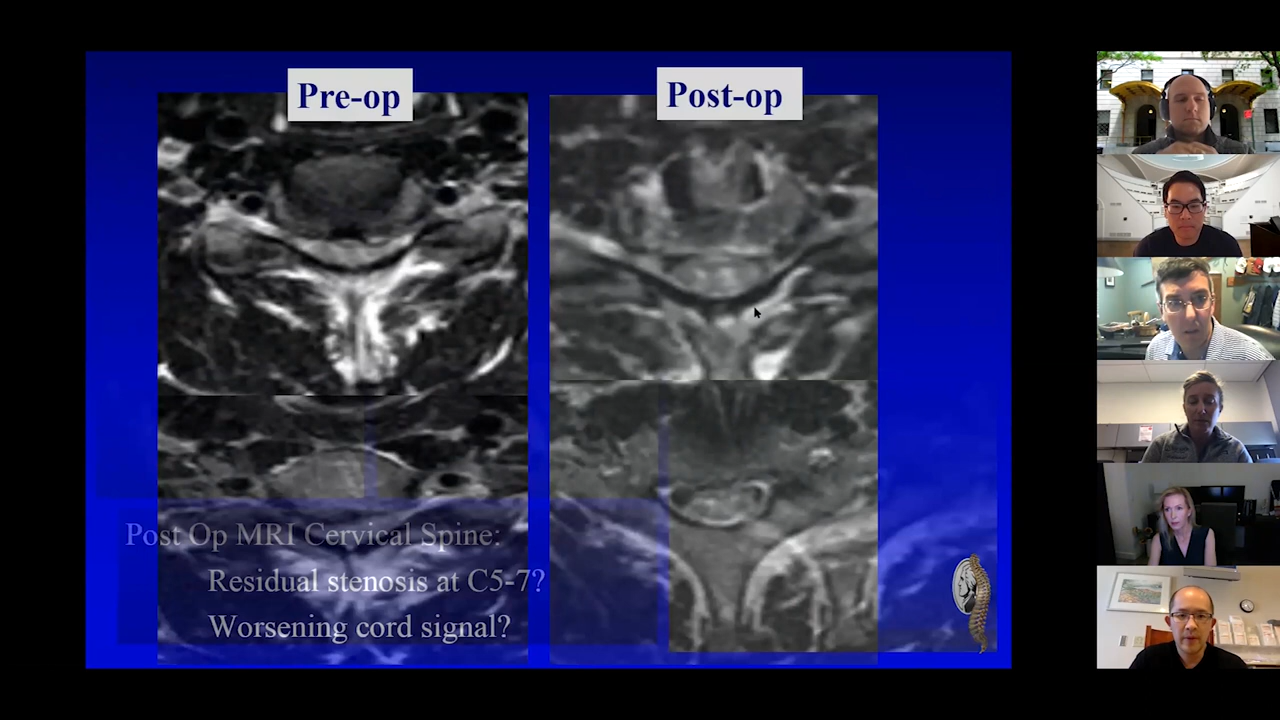 Pre-op
Post-op
Post Op MRI Cervical Spine:
Residual stenosis at C5-7?
Worsening cord signal?